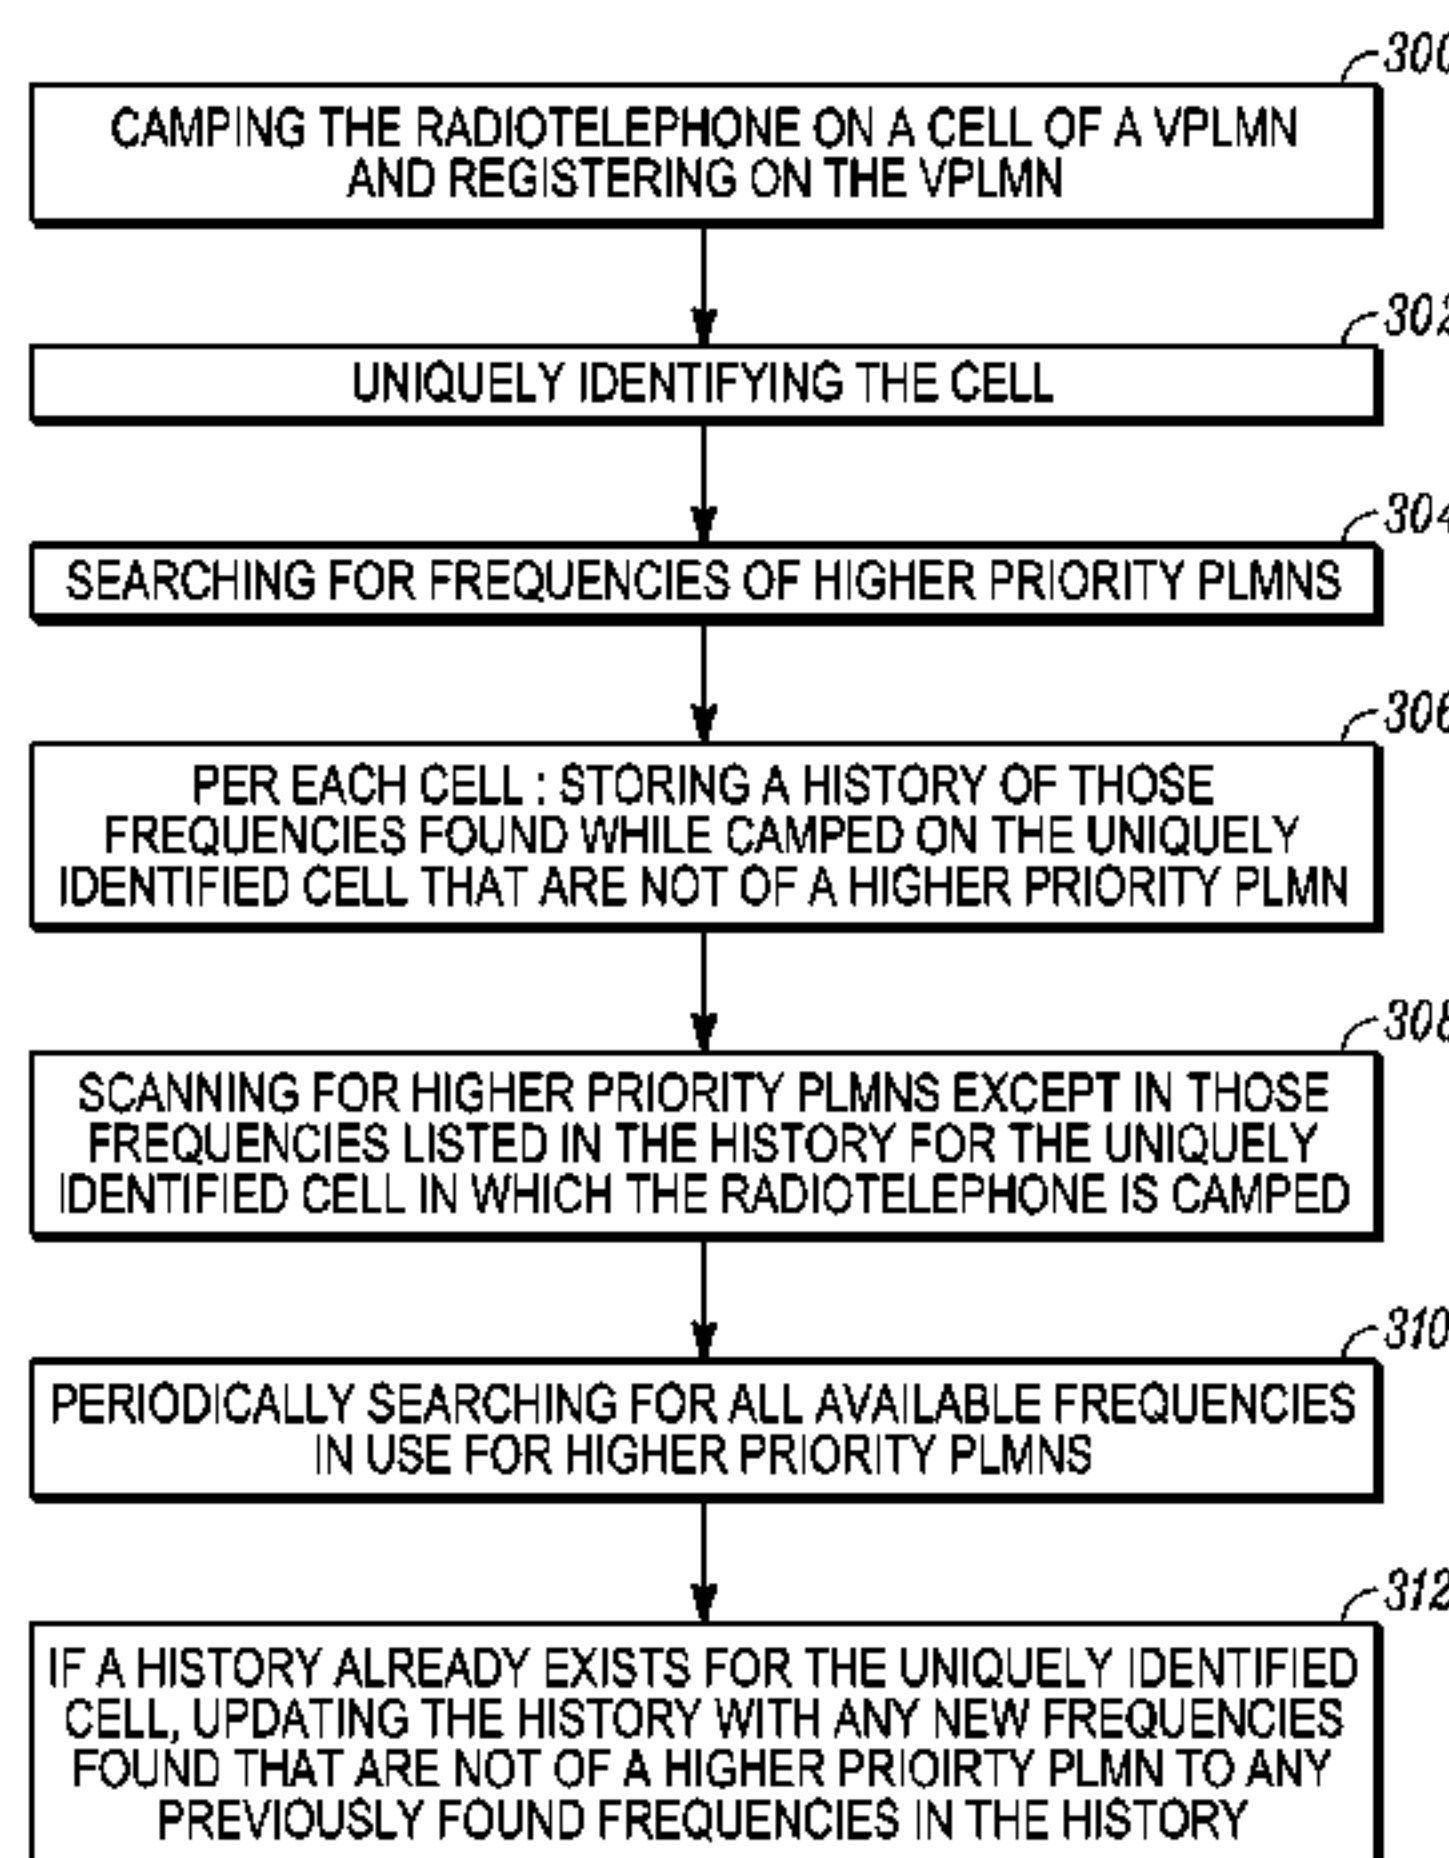 300
CAMPING THE RADIOTELEPHONE ON A CELL OF A VPLMN
AND REGISTERING ON THE VPLMN
302
UNIQUELY IDENTIFYING THE CELL
304
SEARCHING FOR FREQUENCIES OF HIGHER PRIORITY PLMNS
306
PER EACH CELL : STORING A HISTORY OF THOSE
FREQUENCIES FOUND WHILE CAMPED ON THE UNIQUELY
IDENTIFIED CELL THAT ARE NOT OF A HIGHER PRIORITY PLMN
308
SCANNING FOR HIGHER PRIORITY PLMNS EXCEPT IN THOSE
FREQUENCIES LISTED IN THE HISTORY FOR THE UNIQUELY
IDENTIFIED CELL IN WHICH THE RADIOTELEPHONE IS CAMPED
310
PERIODICALLY SEARCHING FOR ALL AVAILABLE FREQUENCIES
IN USE FOR HIGHER PRIORITY PLMNS
312
IF A HISTORY ALREADY EXISTS FOR THE UNIQUELY IDENTIFIED
CELL, UPDATING THE HISTORY WITH ANY NEW FREQUENCIES
FOUND THAT ARE NOT OF A HIGHER PRIOIRTY PLMN TO ANY
PREVIOUSLY FOUND FREQUENCIES IN THE HISTORY